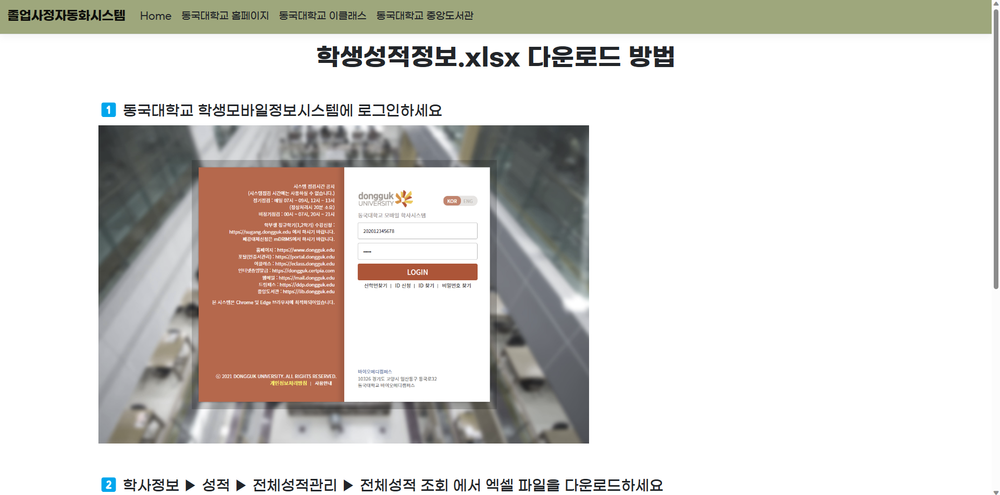 졸업사정자동화시스템 Home 동국대학교 홈페이지 동국대학교 이클래스 동국대학교 중앙도서관
학생성적정보.xlsx 다운로드 방법
1 동국대학교 학생모바일정보시스템에 로그인하세요
시스템 점검시간 공지
(시스템점검 시간에는 사용하실 수 없습니다.)
정기점검 : 매일 07시 ~ 09시, 12시 ~ 13시
(정상처리시 20분 소요)
비정기점검 : 00시 ~ 07시, 20시 ~ 21시
학부생 정규학기(1,2학기) 수강신청 :
https://sugang.dongguk.edu 에서 하시기 바랍니다.
폐강대체신청은 mDRIMS에서 하시기 바랍니다.
홈페이지 : https://www.dongguk.edu
포탈(인증서관리) : https://portal.dongguk.edu
이클래스 : https://eclass.dongguk.edu
인터넷증명발급 : https://dongguk.certpia.com
웹메일 : https://mail.dongguk.edu
드림패스 : https://ddp.dongguk.edu
중앙도서관 : https://lib.dongguk.edu
본 시스템은 Chrome 및 Edge 브라우저에 최적화되어있습니다.
ⓒ 2021 DONGGUK UNIVERSITY. ALL RIGHTS RESERVED.
개인정보처리방침 | 사용안내
dongguk
UNIVERSITY
KOR ENG
동국대학교 모바일 학사시스템
202012345678
•••••
LOGIN
신학번찾기 | ID 신청 | ID 찾기 | 비밀번호 찾기
바이오메디캠퍼스
10326 경기도 고양시 일산동구 동국로32
동국대학교 바이오메디캠퍼스
2 학사정보 ▶ 성적 ▶ 전체성적관리 ▶ 전체성적 조회 에서 엑셀 파일을 다운로드하세요